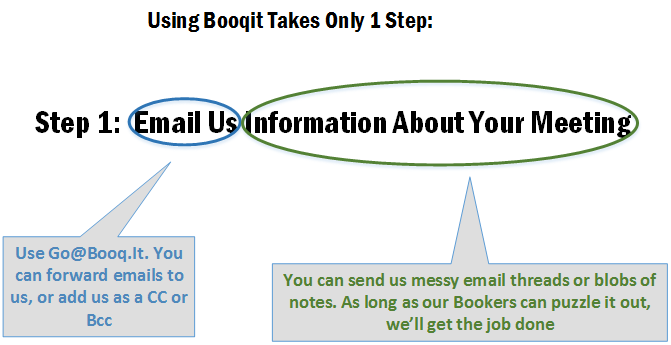 Using Booqit Takes Only 1 Step:
Step 1: Email Us Information About Your Meeting
Use Go@Booq.It. You
can forward emails to
us, or add us as a CC or
Bcc
You can send us messy email threads or blobs of
notes. As long as our Bookers can puzzle it out,
we'll get the job done